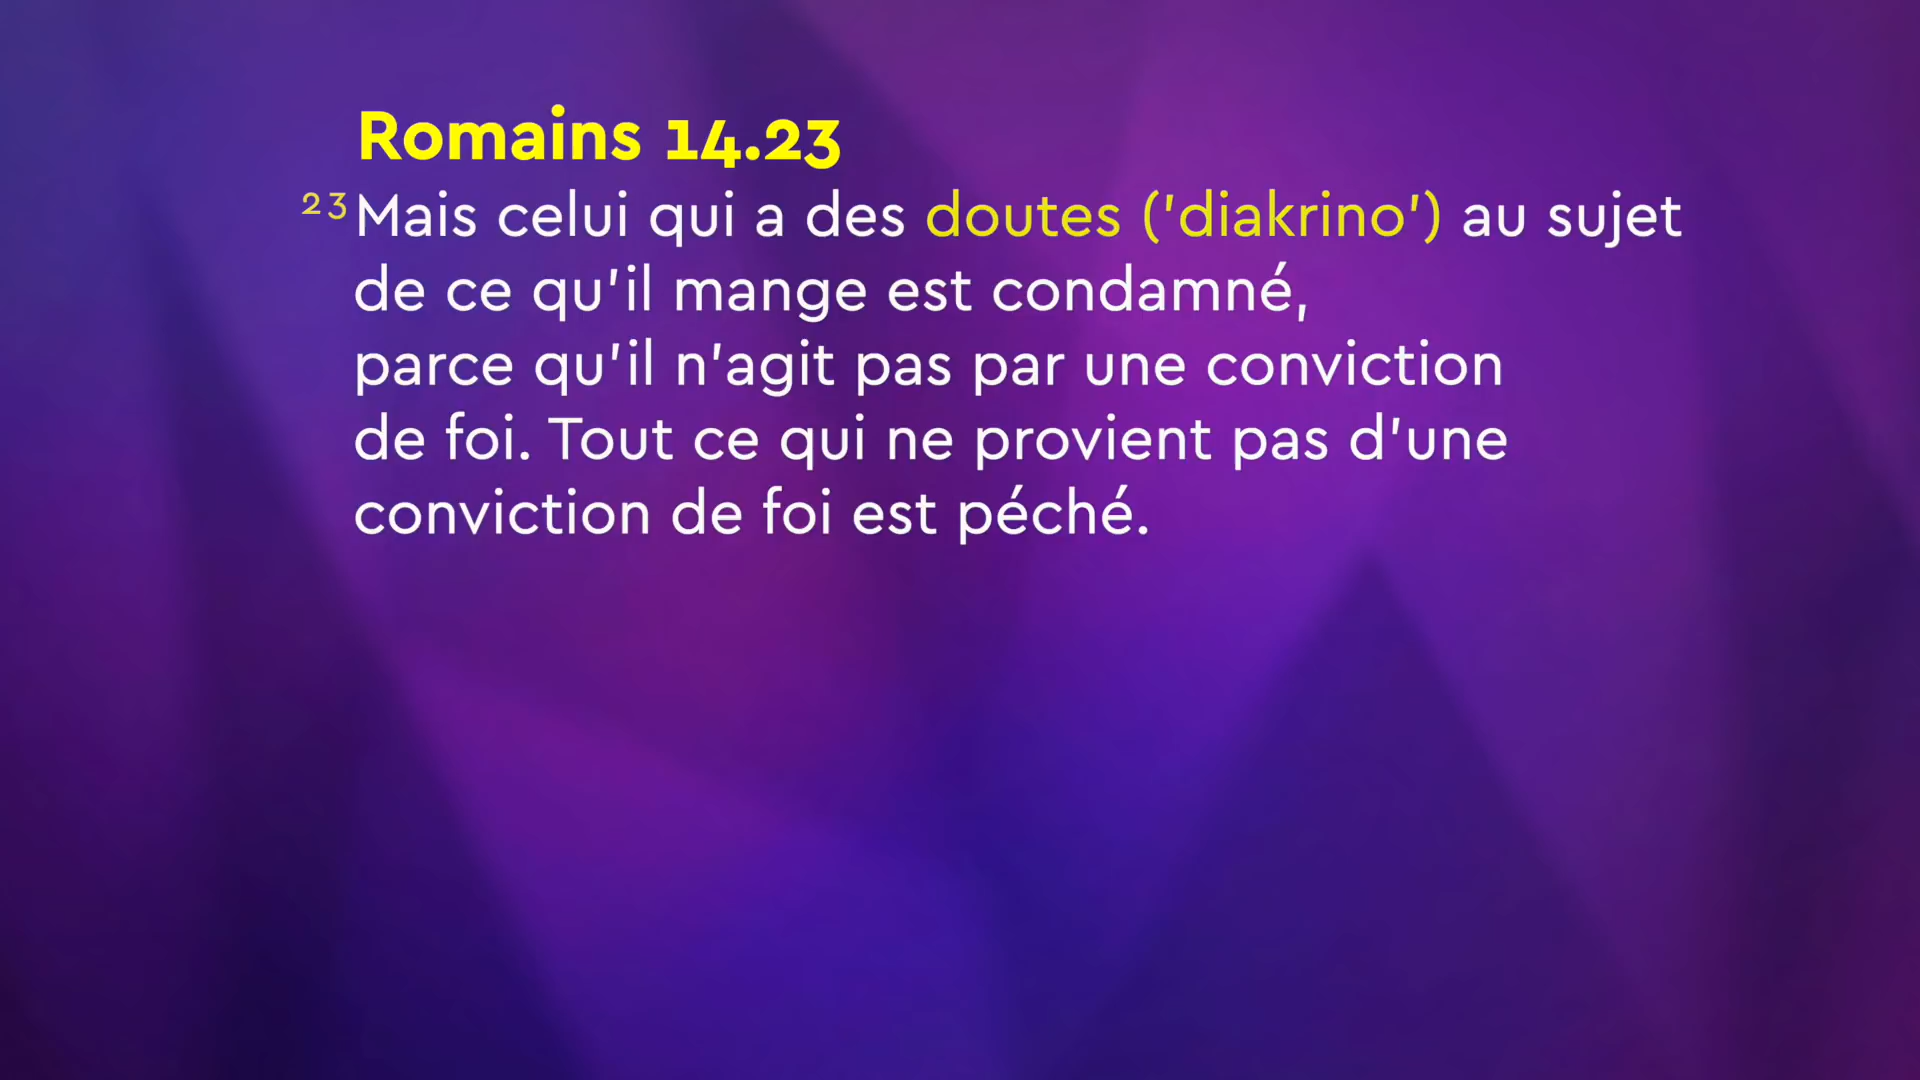 Romains 14.23
23 Mais celui qui a des doutes ('diakrino') au sujet
de ce qu'il mange est condamné,
parce qu'il n'agit pas par une conviction
de foi. Tout ce qui ne provient pas d'une
conviction de foi est péché.